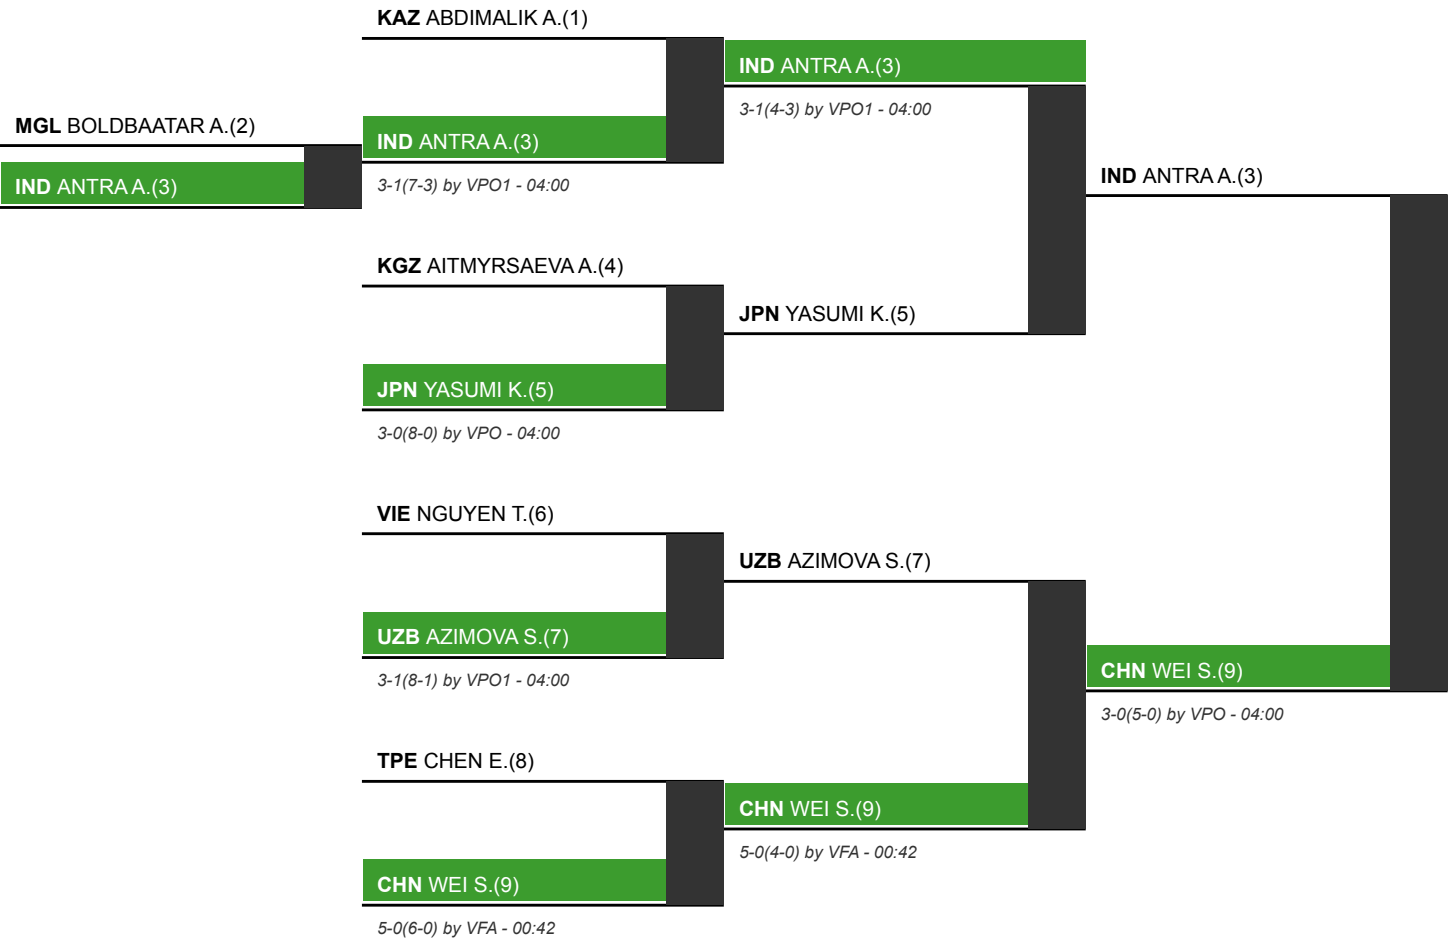 MGL BOLDBAATAR A.(2)
IND ANTRA A.(3)
KAZ ABDIMALIK A.(1)
IND ANTRA A.(3)
3-1(7-3) by VPO1 - 04:00
KGZ AITMYRSAEVA A.(4)
JPN YASUMI K.(5)
3-0(8-0) by VPO - 04:00
VIE NGUYEN T.(6)
UZB AZIMOVA S.(7)
3-1(8-1) by VPO1 - 04:00
TPE CHEN E.(8)
CHN WEI S.(9)
5-0(6-0) by VFA - 00:42
IND ANTRA A.(3)
3-1(4-3) by VPO1 - 04:00
JPN YASUMI K.(5)
UZB AZIMOVA S.(7)
CHN WEI S.(9)
5-0(4-0) by VFA - 00:42
IND ANTRA A.(3)
CHN WEI S.(9)
3-0(5-0) by VPO - 04:00